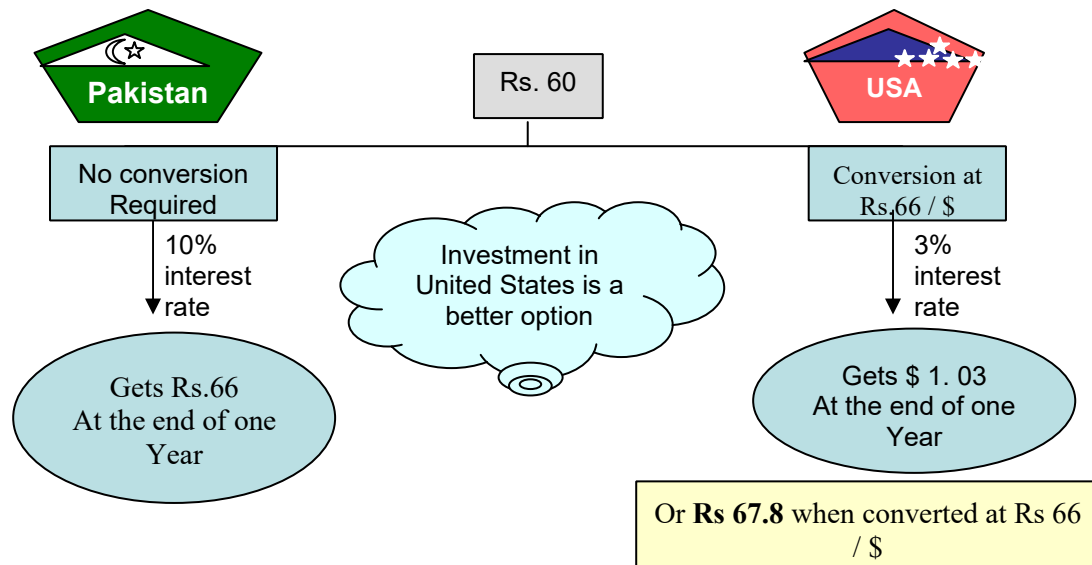 Pakistan
Rs. 60
USA
No conversion
Required
Conversion at
Rs.66 / $
10%
interest
rate
Investment in
United States is a
better option
3%
interest
rate
Gets Rs.66
At the end of one
Year
Gets $ 1. 03
At the end of one
Year
Or Rs 67.8 when converted at Rs 66
/ $